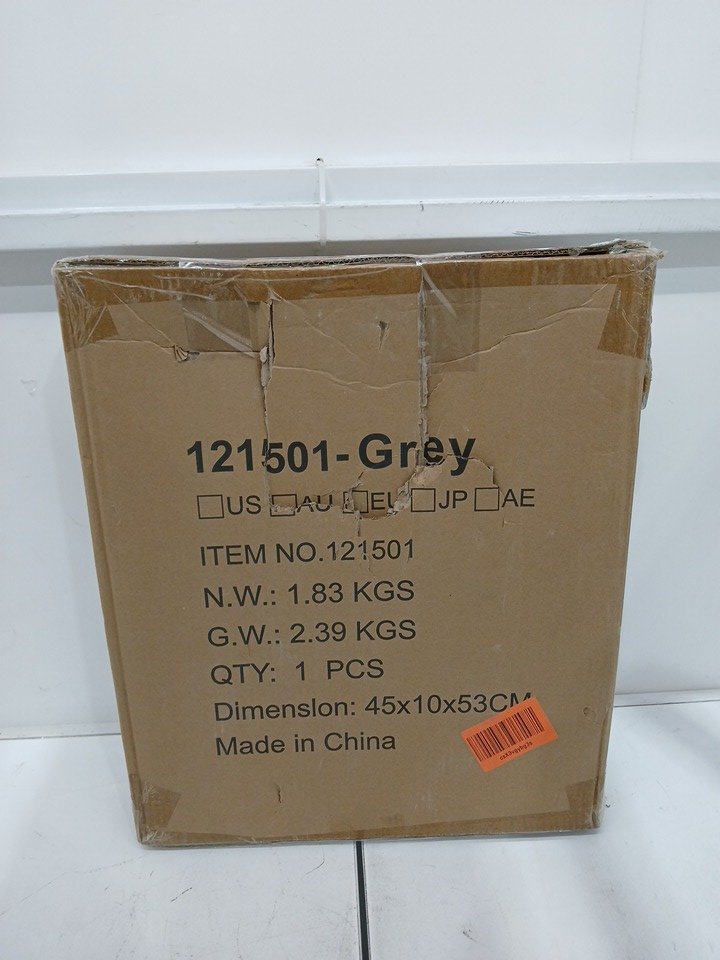 121501-Grey
☐US ☐AU ☐EU ☐JP ☐AE
ITEM NO.121501
N.W.: 1.83 KGS
G.W.: 2.39 KGS
QTY: 1 PCS
Dimenslon: 45x10x53CM
Made in China